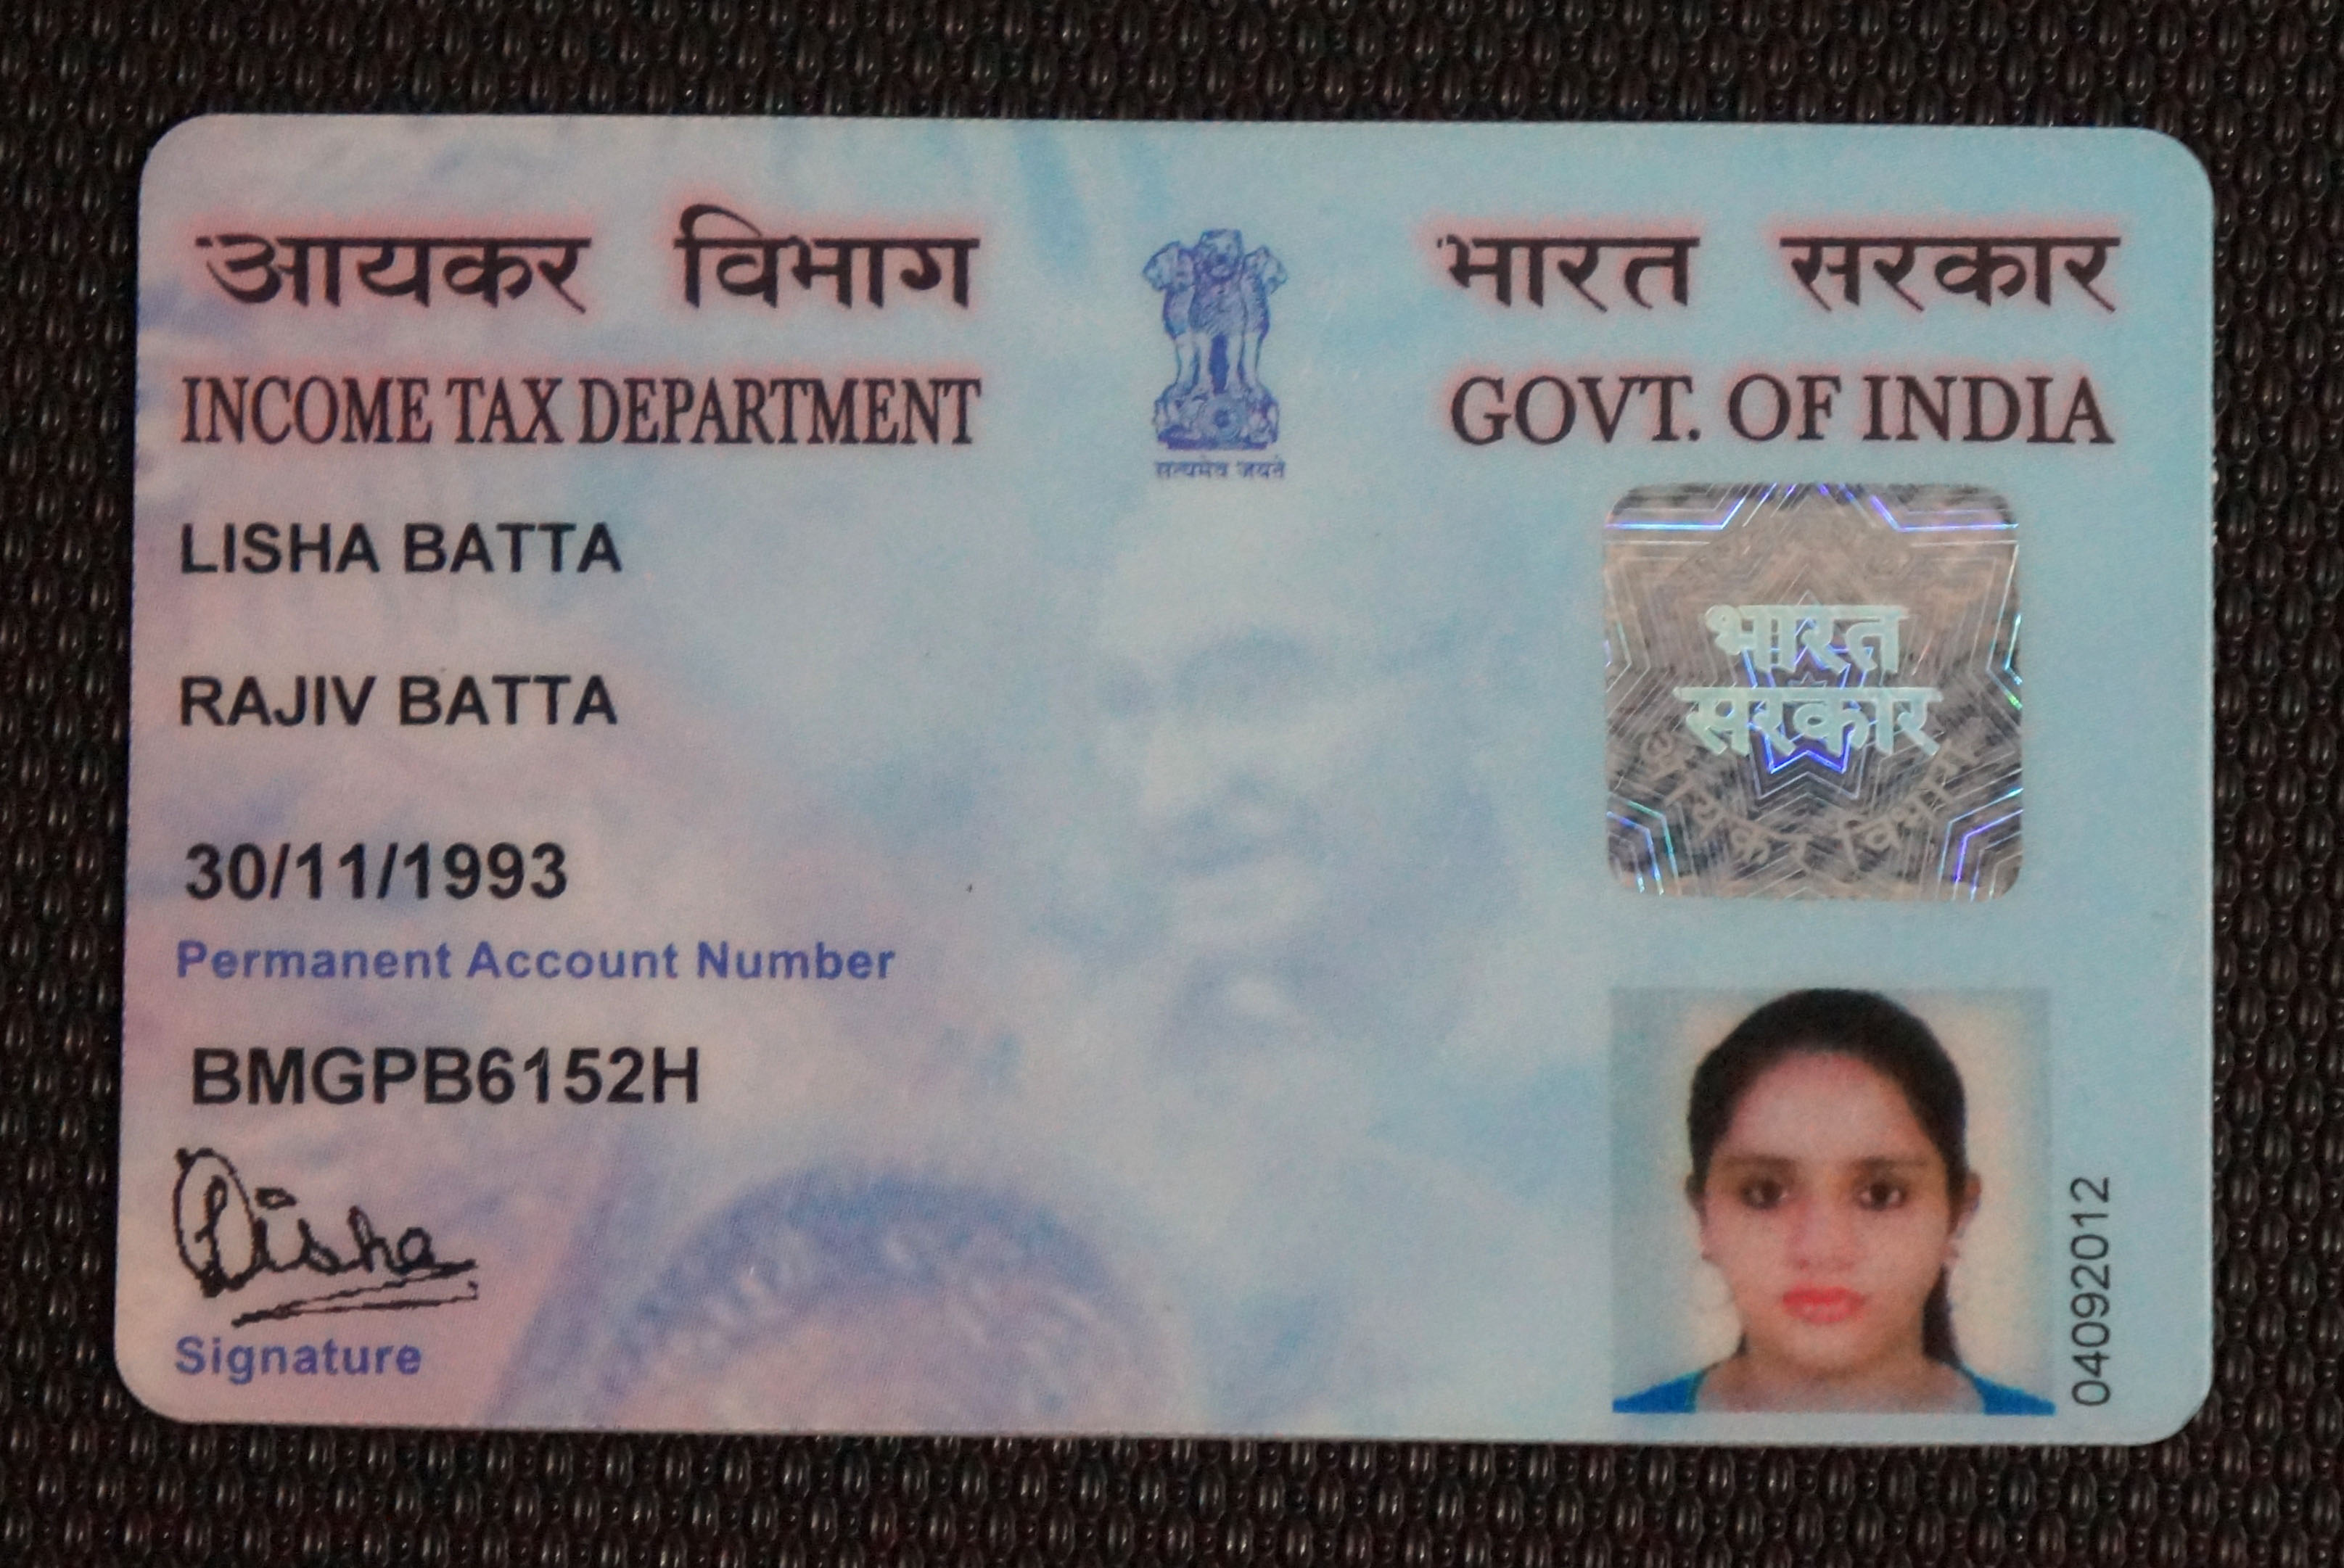 आयकर विभाग
भारत सरकार
INCOME TAX DEPARTMENT
GOVT. OF INDIA
सत्यमेव जयते
LISHA BATTA
RAJIV BATTA
30/11/1993
Permanent Account Number
BMGPB6152H
Lisha
Signature
भारत
सरकार
आयकर विभाग
04092012